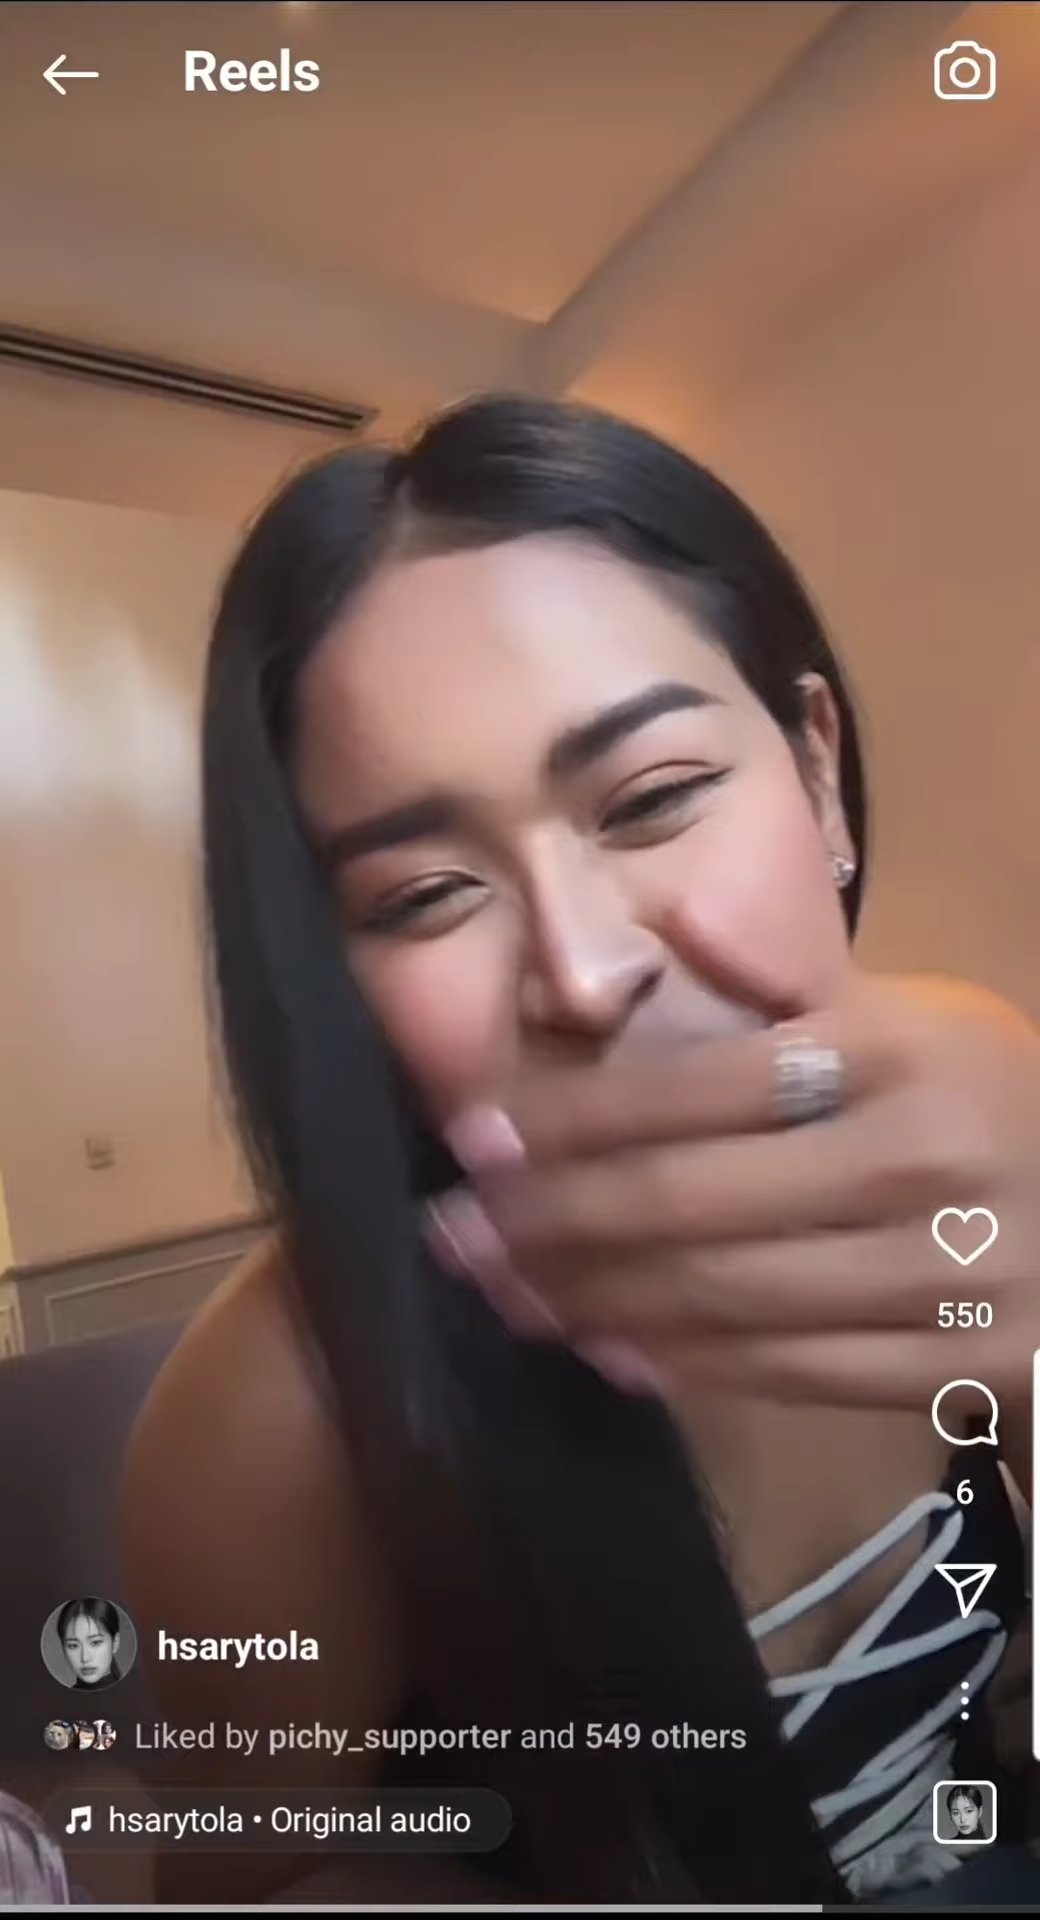 Reels
550
6
hsarytola
Liked by pichy_supporter and 549 others
hsarytola • Original audio